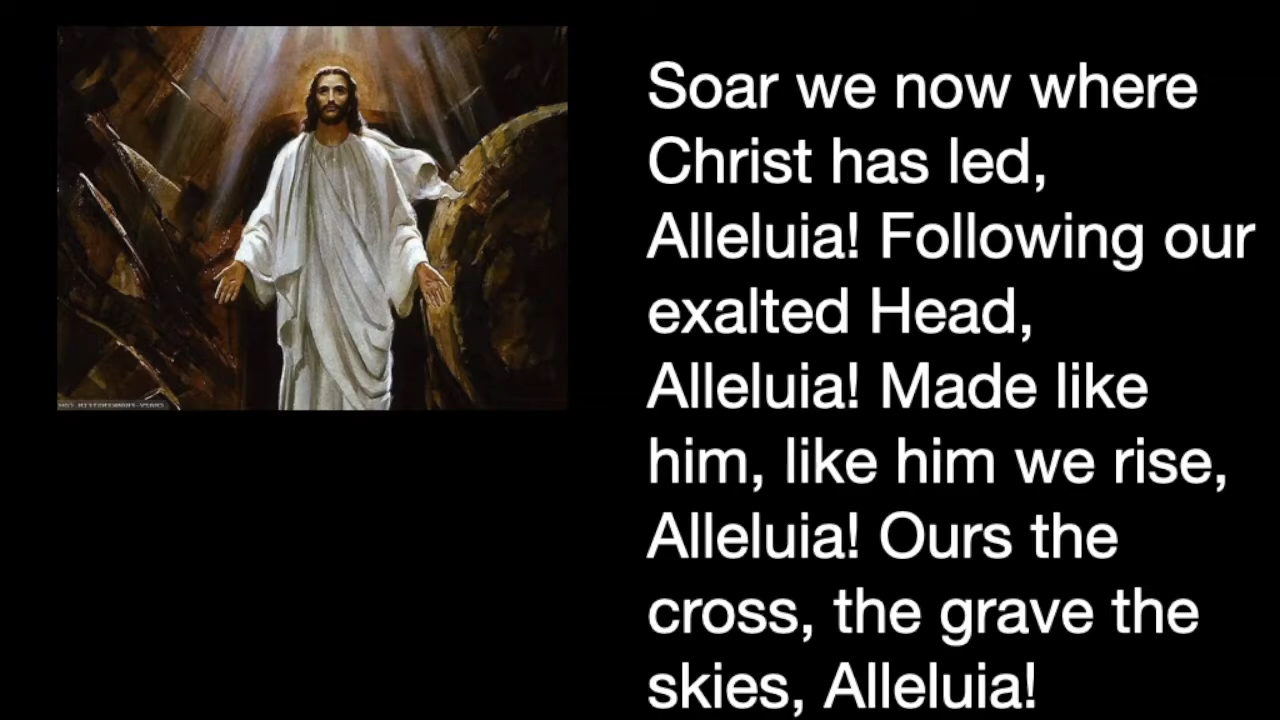 Soar we now where
Christ has led,
Alleluia! Following our
exalted Head,
Alleluia! Made like
him, like him we rise,
Alleluia! Ours the
cross, the grave the
skies, Alleluia!